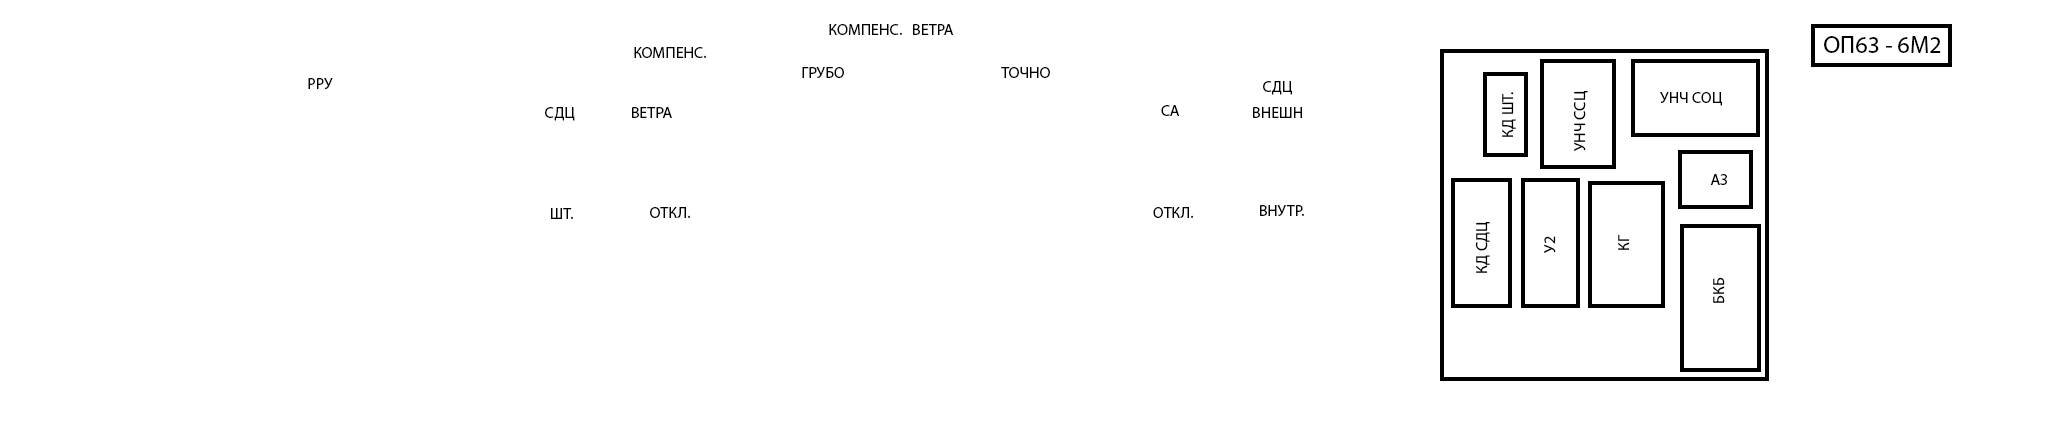 КОМПЕНС. ВЕТРА
ОП63 - 6М2
КОМПЕНС.
ГРУБО
ТОЧНО
РРУ
СДЦ
ВНЕШН
СДЦ
ВЕТРА
СА
КД ШТ.
УНЧ ССЦ
УНЧ СОЦ
А3
ШТ.
ОТКЛ.
ОТКЛ.
ВНУТР.
КД СДЦ
У2
КГ
БКБ